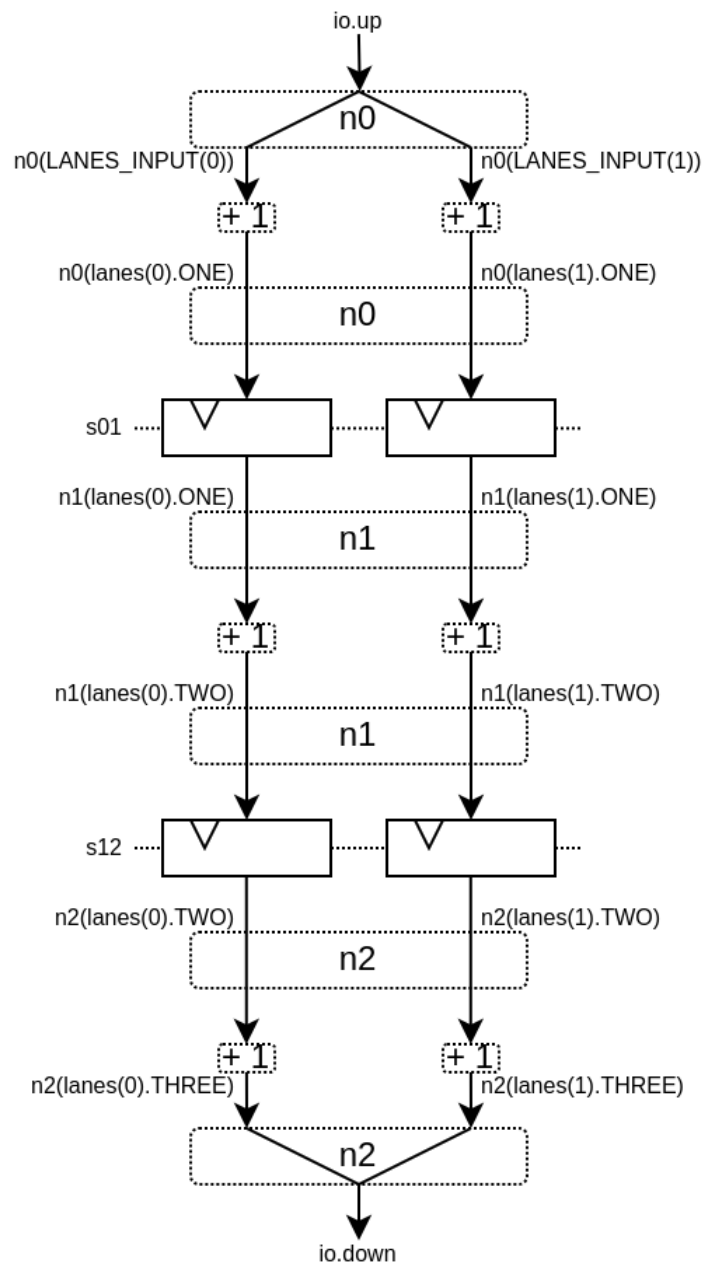 io.up
n0
n0(LANES_INPUT(0)) n0(LANES_INPUT(1))
+ 1 + 1
n0(lanes(0).ONE) n0(lanes(1).ONE)
n0
s01
n1(lanes(0).ONE) n1(lanes(1).ONE)
n1
+ 1 + 1
n1(lanes(0).TWO) n1(lanes(1).TWO)
n1
s12
n2(lanes(0).TWO) n2(lanes(1).TWO)
n2
+ 1 + 1
n2(lanes(0).THREE) n2(lanes(1).THREE)
n2
io.down